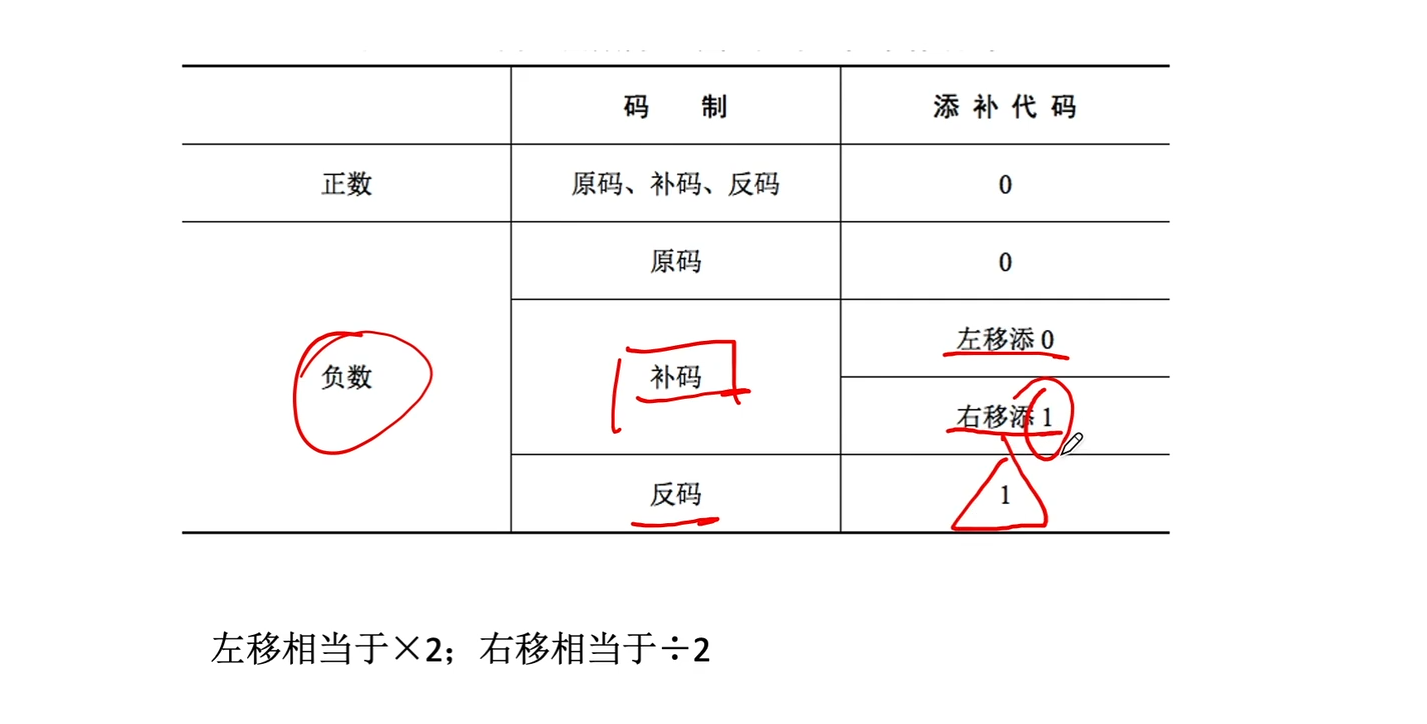 码 制 添 补 代 码
正数 原码、补码、反码 0
原码 0
左移添 0
负数 补码
右移添 1
反码 1
左移相当于×2；右移相当于÷2